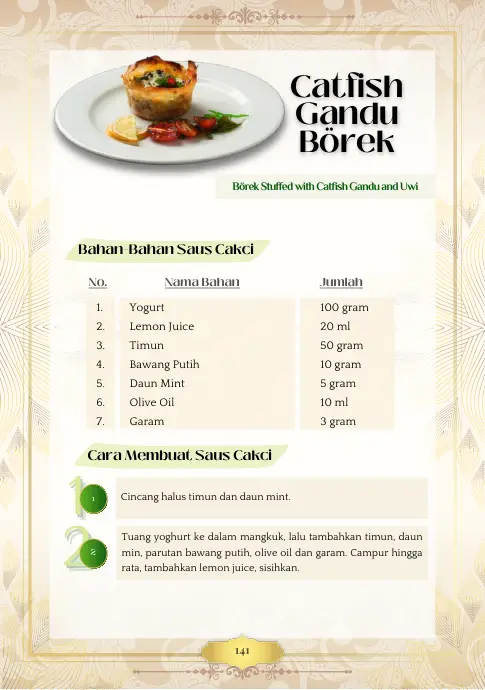 Catfish
Gandu
Börek
Börek Stuffed with Catfish Gandu and Uwi
Bahan-Bahan Saus Cakci
No. Nama Bahan Jumlah
1. Yogurt 100 gram
2. Lemon Juice 20 ml
3. Timun 50 gram
4. Bawang Putih 10 gram
5. Daun Mint 5 gram
6. Olive Oil 10 ml
7. Garam 3 gram
Cara Membuat Saus Cakci
1 1 Cincang halus timun dan daun mint.
2 2 Tuang yoghurt ke dalam mangkuk, lalu tambahkan timun, daun
min, parutan bawang putih, olive oil dan garam. Campur hingga
rata, tambahkan lemon juice, sisihkan.
141